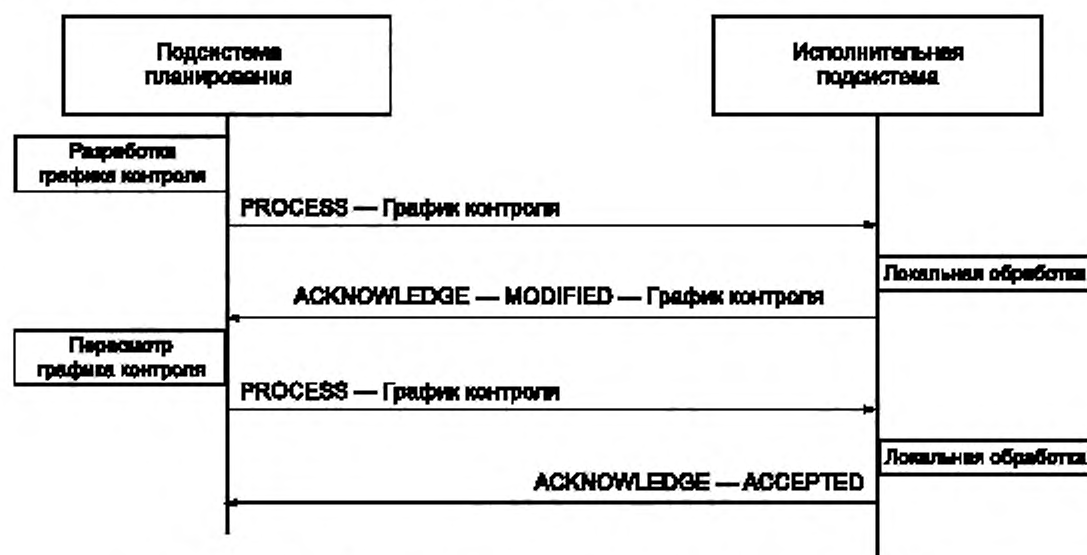 Подсистема
планирования
Исполнительная
подсистема
Разработка
графика контроля
PROCESS — График контроля
Локальная обработка
ACKNOWLEDGE — MODIFIED — График контроля
Пересмотр
графика контроля
PROCESS — График контроля
Локальная обработка
ACKNOWLEDGE — ACCEPTED